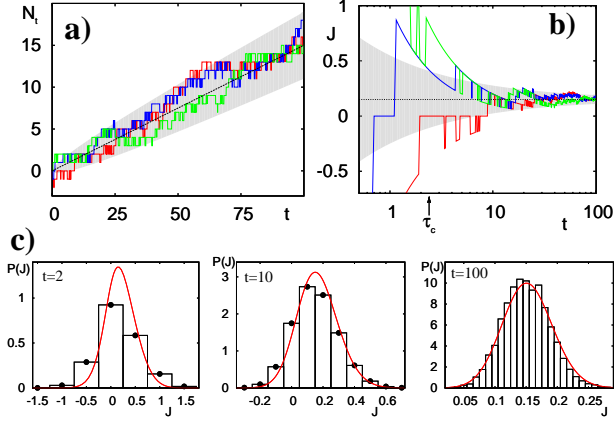 a)
N_t
15
10
5
0
0 25 50 75 t
b)
J
1
0.5
0
-0.5
1 10 t 100
τ_c
c)
P(J) t=2
1
0.5
0
-1.5 -1.0 -0.5 0 0.5 1.0 1.5
J
P(J) t=10
3
2
1
0
-0.2 0 0.2 0.4 0.6
J
P(J) t=100
10
8
6
4
2
0
0.05 0.15 0.25
J